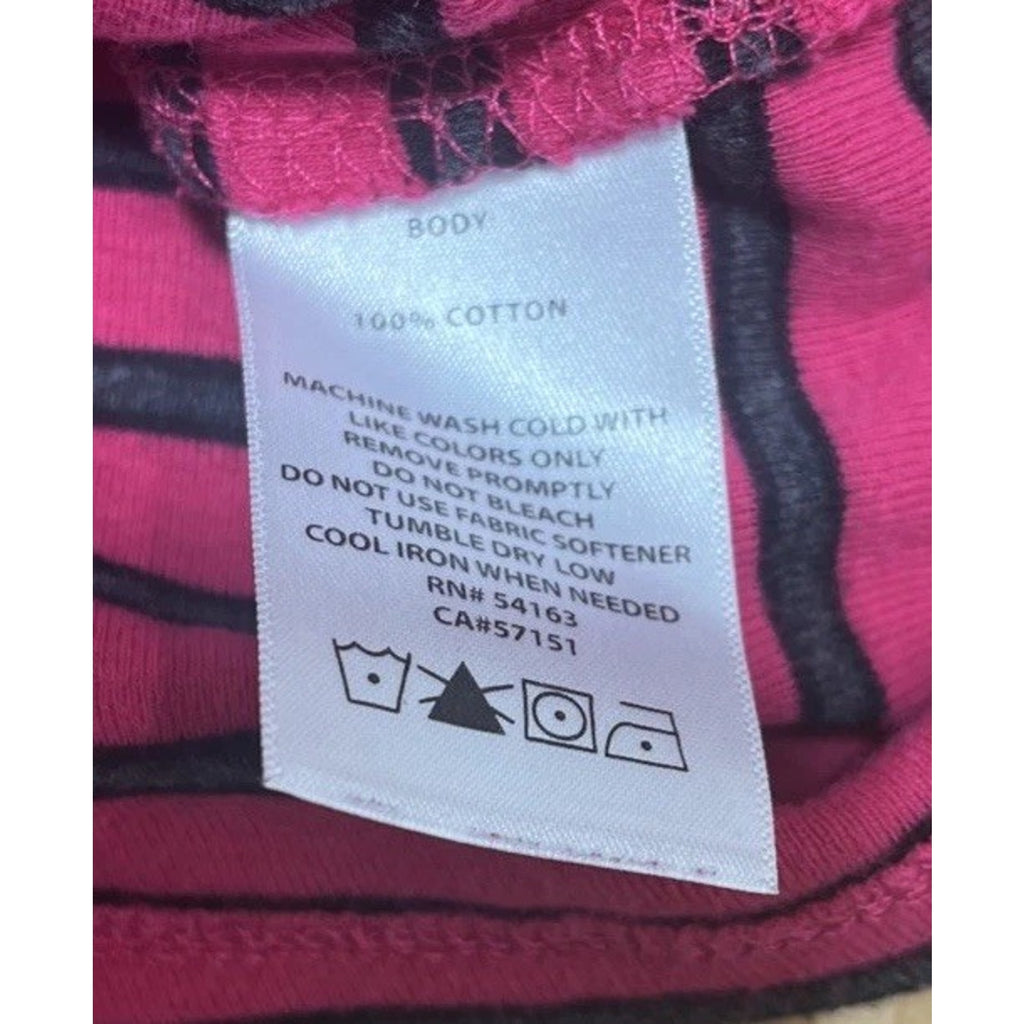 BODY
100% COTTON
MACHINE WASH COLD WITH
LIKE COLORS ONLY
REMOVE PROMPTLY
DO NOT BLEACH
DO NOT USE FABRIC SOFTENER
TUMBLE DRY LOW
COOL IRON WHEN NEEDED
RN# 54163
CA#57151